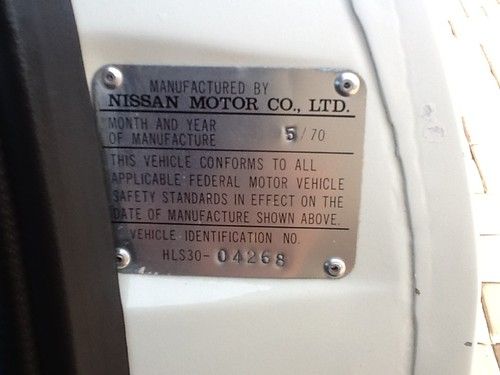 MANUFACTURED BY
NISSAN MOTOR CO., LTD.
MONTH AND YEAR
OF MANUFACTURE 5/70
THIS VEHICLE CONFORMS TO ALL
APPLICABLE FEDERAL MOTOR VEHICLE
SAFETY STANDARDS IN EFFECT ON THE
DATE OF MANUFACTURE SHOWN ABOVE.
VEHICLE IDENTIFICATION NO.
HLS30-04268